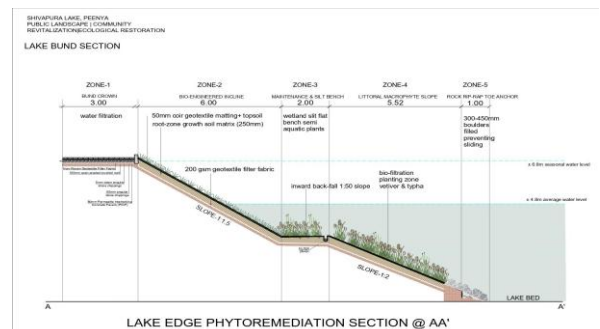 SHIVAPURA LAKE, PEENYA
PUBLIC LANDSCAPE | COMMUNITY
REVITALIZATION|ECOLOGICAL RESTORATION
LAKE BUND SECTION
ZONE-1
ZONE-2
ZONE-3
ZONE-4
ZONE-5
BUND CROWN
BIO-ENGINEERED INCLINE
MAINTENANCE & SILT BENCH
LITTORAL MACROPHYTE SLOPE
ROCK RIP-RAP TOE ANCHOR
3.00
6.00
2.00
5.52
1.00
water filtration
50mm coir geotextile matting+ topsoil
root-zone growth soil matrix (250mm)
wetland silt flat
bench semi
aquatic plants
300-450mm
boulders
filled
preventing
sliding
200 gsm geotextile filter fabric
bio-filtration
planting zone
vetiver & typha
inward back-fall 1:50 slope
SLOPE-1:1.5
SLOPE-1:2
LAKE BED
A
A'
LAKE EDGE PHYTOREMEDIATION SECTION @ AA'